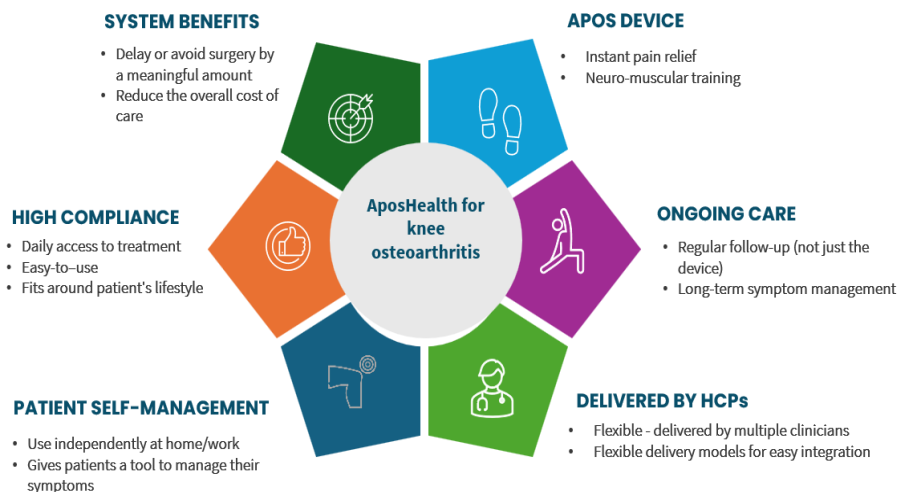 SYSTEM BENEFITS
• Delay or avoid surgery by
a meaningful amount
• Reduce the overall cost of
care
APOS DEVICE
• Instant pain relief
• Neuro-muscular training
HIGH COMPLIANCE
• Daily access to treatment
• Easy-to-use
• Fits around patient's lifestyle
AposHealth for
knee
osteoarthritis
ONGOING CARE
• Regular follow-up (not just the
device)
• Long-term symptom management
PATIENT SELF-MANAGEMENT
• Use independently at home/work
• Gives patients a tool to manage their
symptoms
DELIVERED BY HCPs
• Flexible - delivered by multiple clinicians
• Flexible delivery models for easy integration